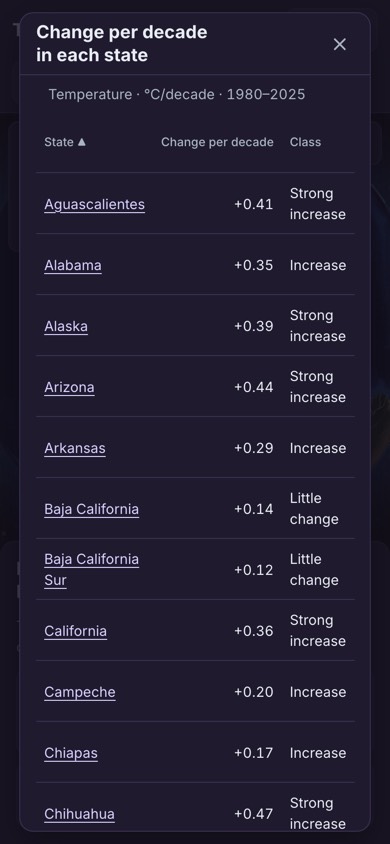 Change per decade
in each state
Temperature · °C/decade · 1980–2025
State ▲ Change per decade Class
Aguascalientes +0.41 Strong increase
Alabama +0.35 Increase
Alaska +0.39 Strong increase
Arizona +0.44 Strong increase
Arkansas +0.29 Increase
Baja California +0.14 Little change
Baja California Sur +0.12 Little change
California +0.36 Strong increase
Campeche +0.20 Increase
Chiapas +0.17 Increase
Chihuahua +0.47 Strong increase